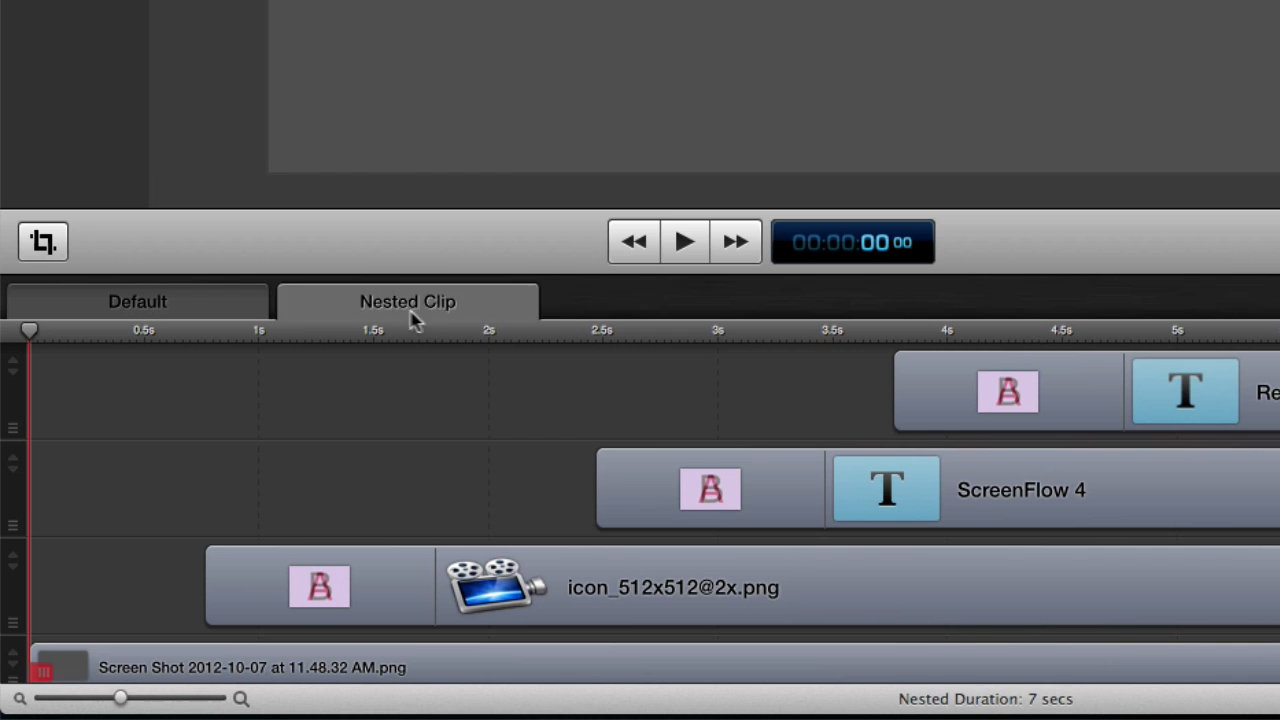 00:00:00 00
Default
Nested Clip
0.5s 1s 1.5s 2s 2.5s 3s 3.5s 4s 4.5s 5s
T Re
T ScreenFlow 4
icon_512x512@2x.png
Screen Shot 2012-10-07 at 11.48.32 AM.png
Nested Duration: 7 secs